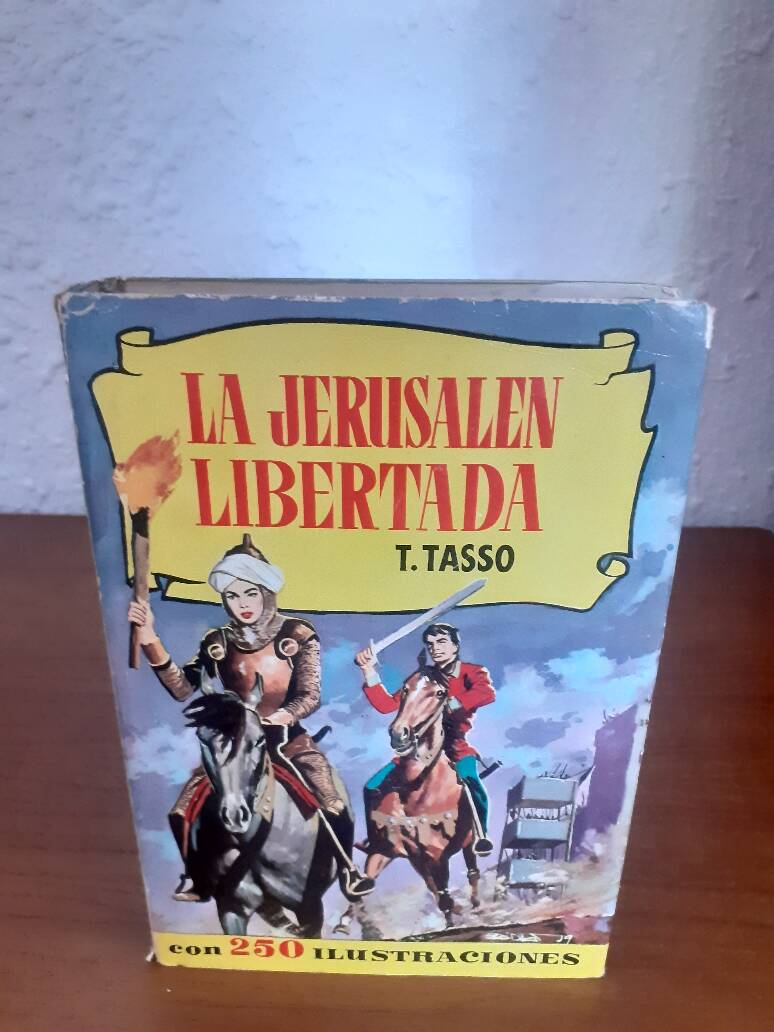 LA JERUSALEN
LIBERTADA
T. TASSO
con 250 ILUSTRACIONES